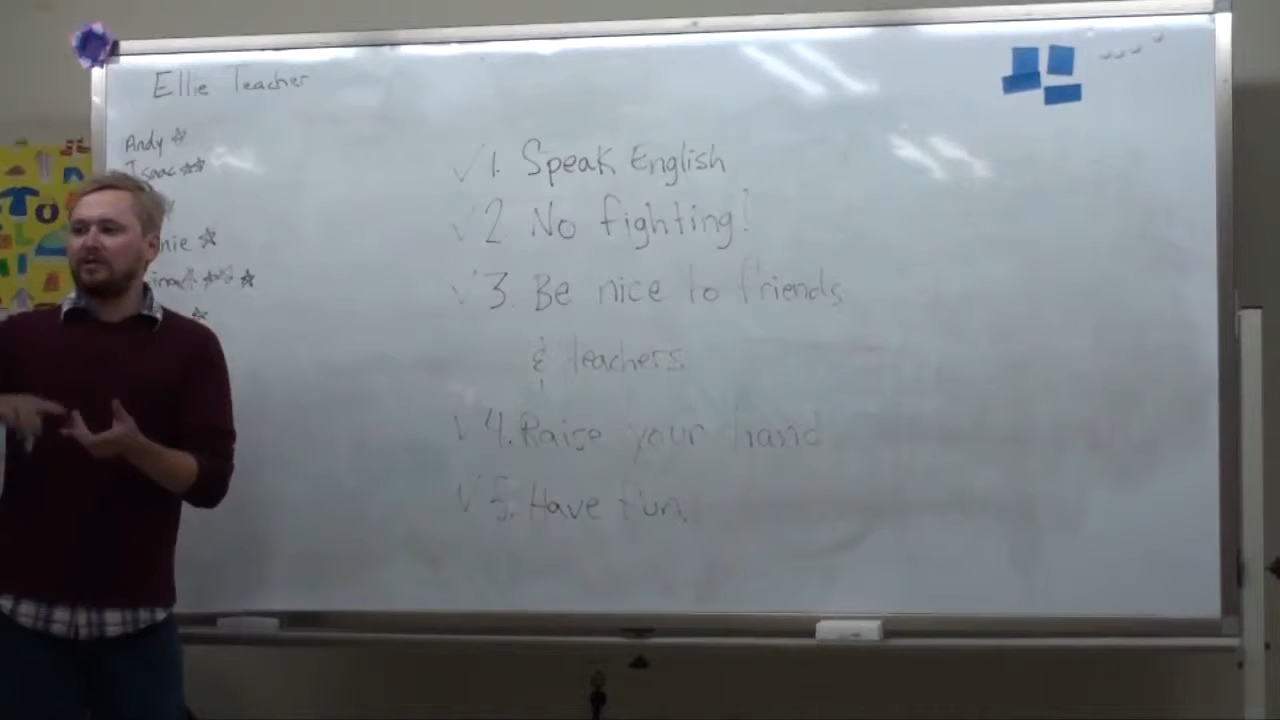 Ellie Teacher
Andy ☆
Isaac ☆☆
1. Speak English
2. No fighting!
3. Be nice to friends
& teachers.
4. Raise your hand
5. Have fun.